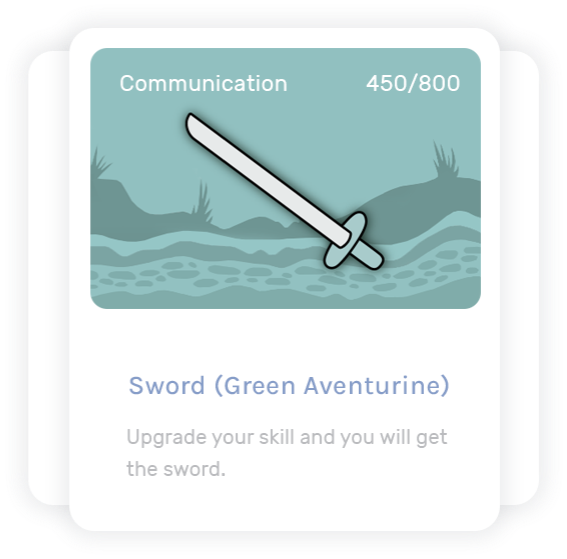 Communication 450/800
Sword (Green Aventurine)
Upgrade your skill and you will get
the sword.